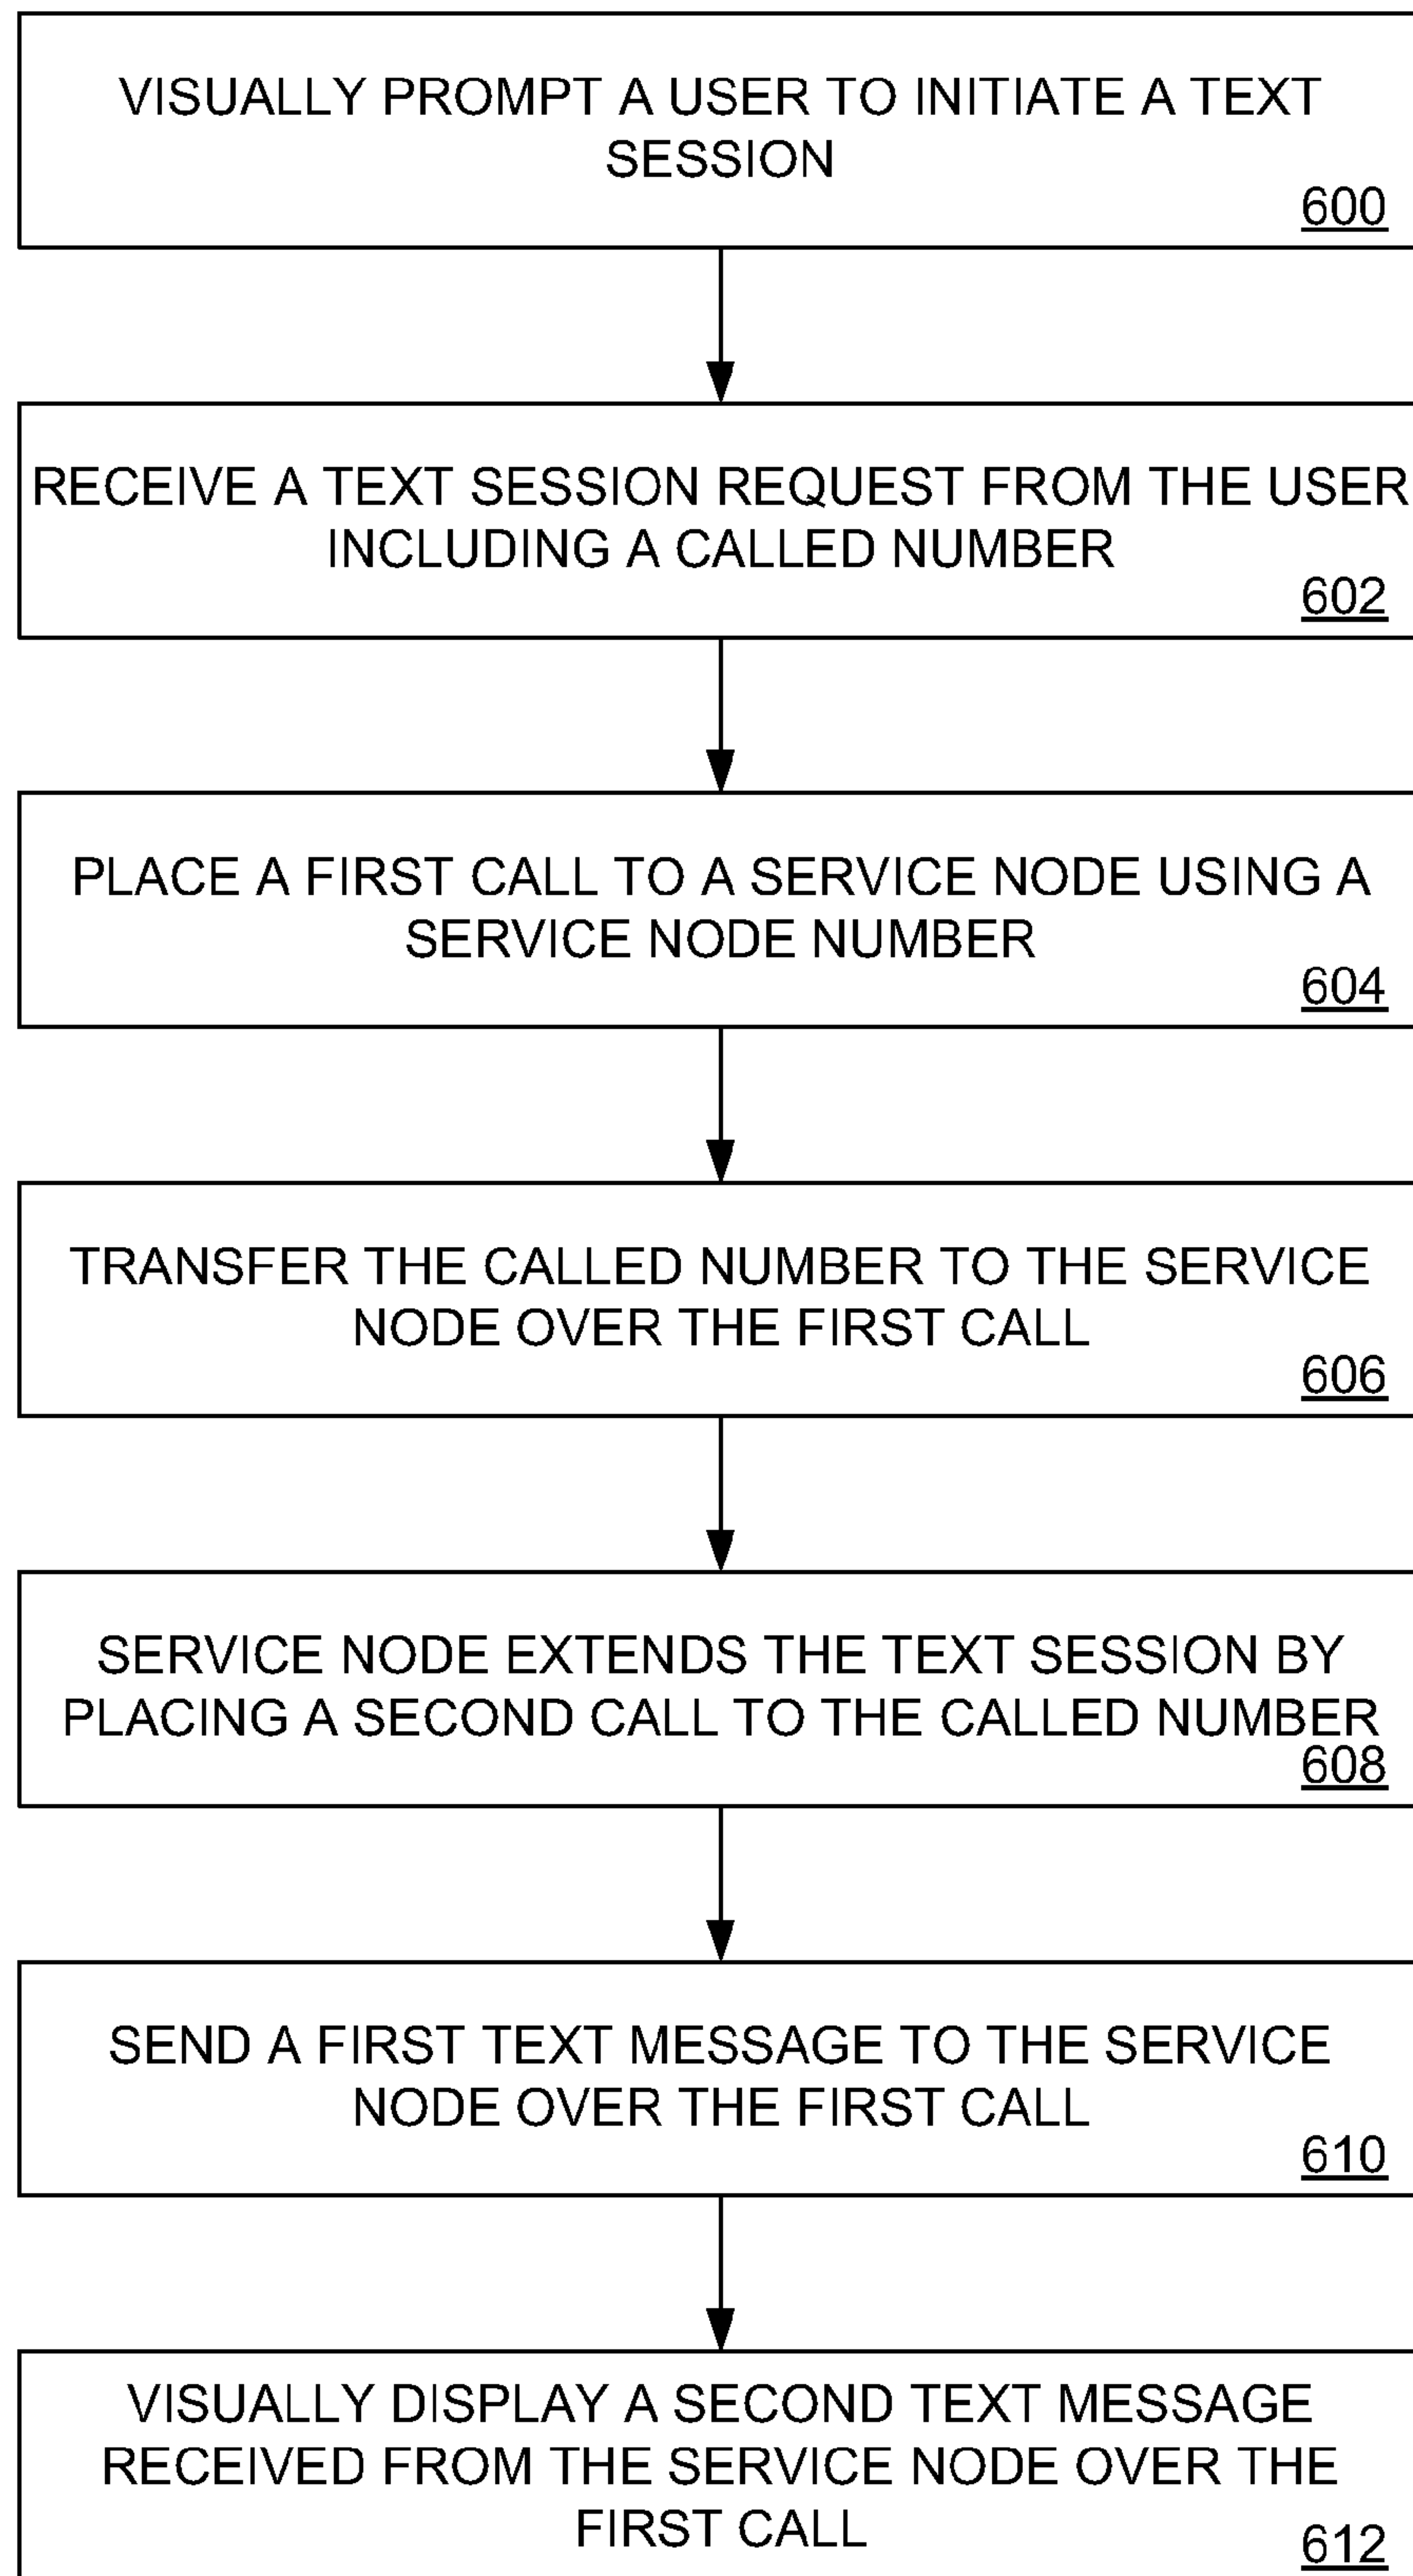 VISUALLY PROMPT A USER TO INITIATE A TEXT
SESSION
600
RECEIVE A TEXT SESSION REQUEST FROM THE USER
INCLUDING A CALLED NUMBER
602
PLACE A FIRST CALL TO A SERVICE NODE USING A
SERVICE NODE NUMBER
604
TRANSFER THE CALLED NUMBER TO THE SERVICE
NODE OVER THE FIRST CALL
606
SERVICE NODE EXTENDS THE TEXT SESSION BY
PLACING A SECOND CALL TO THE CALLED NUMBER
608
SEND A FIRST TEXT MESSAGE TO THE SERVICE
NODE OVER THE FIRST CALL
610
VISUALLY DISPLAY A SECOND TEXT MESSAGE
RECEIVED FROM THE SERVICE NODE OVER THE
FIRST CALL
612